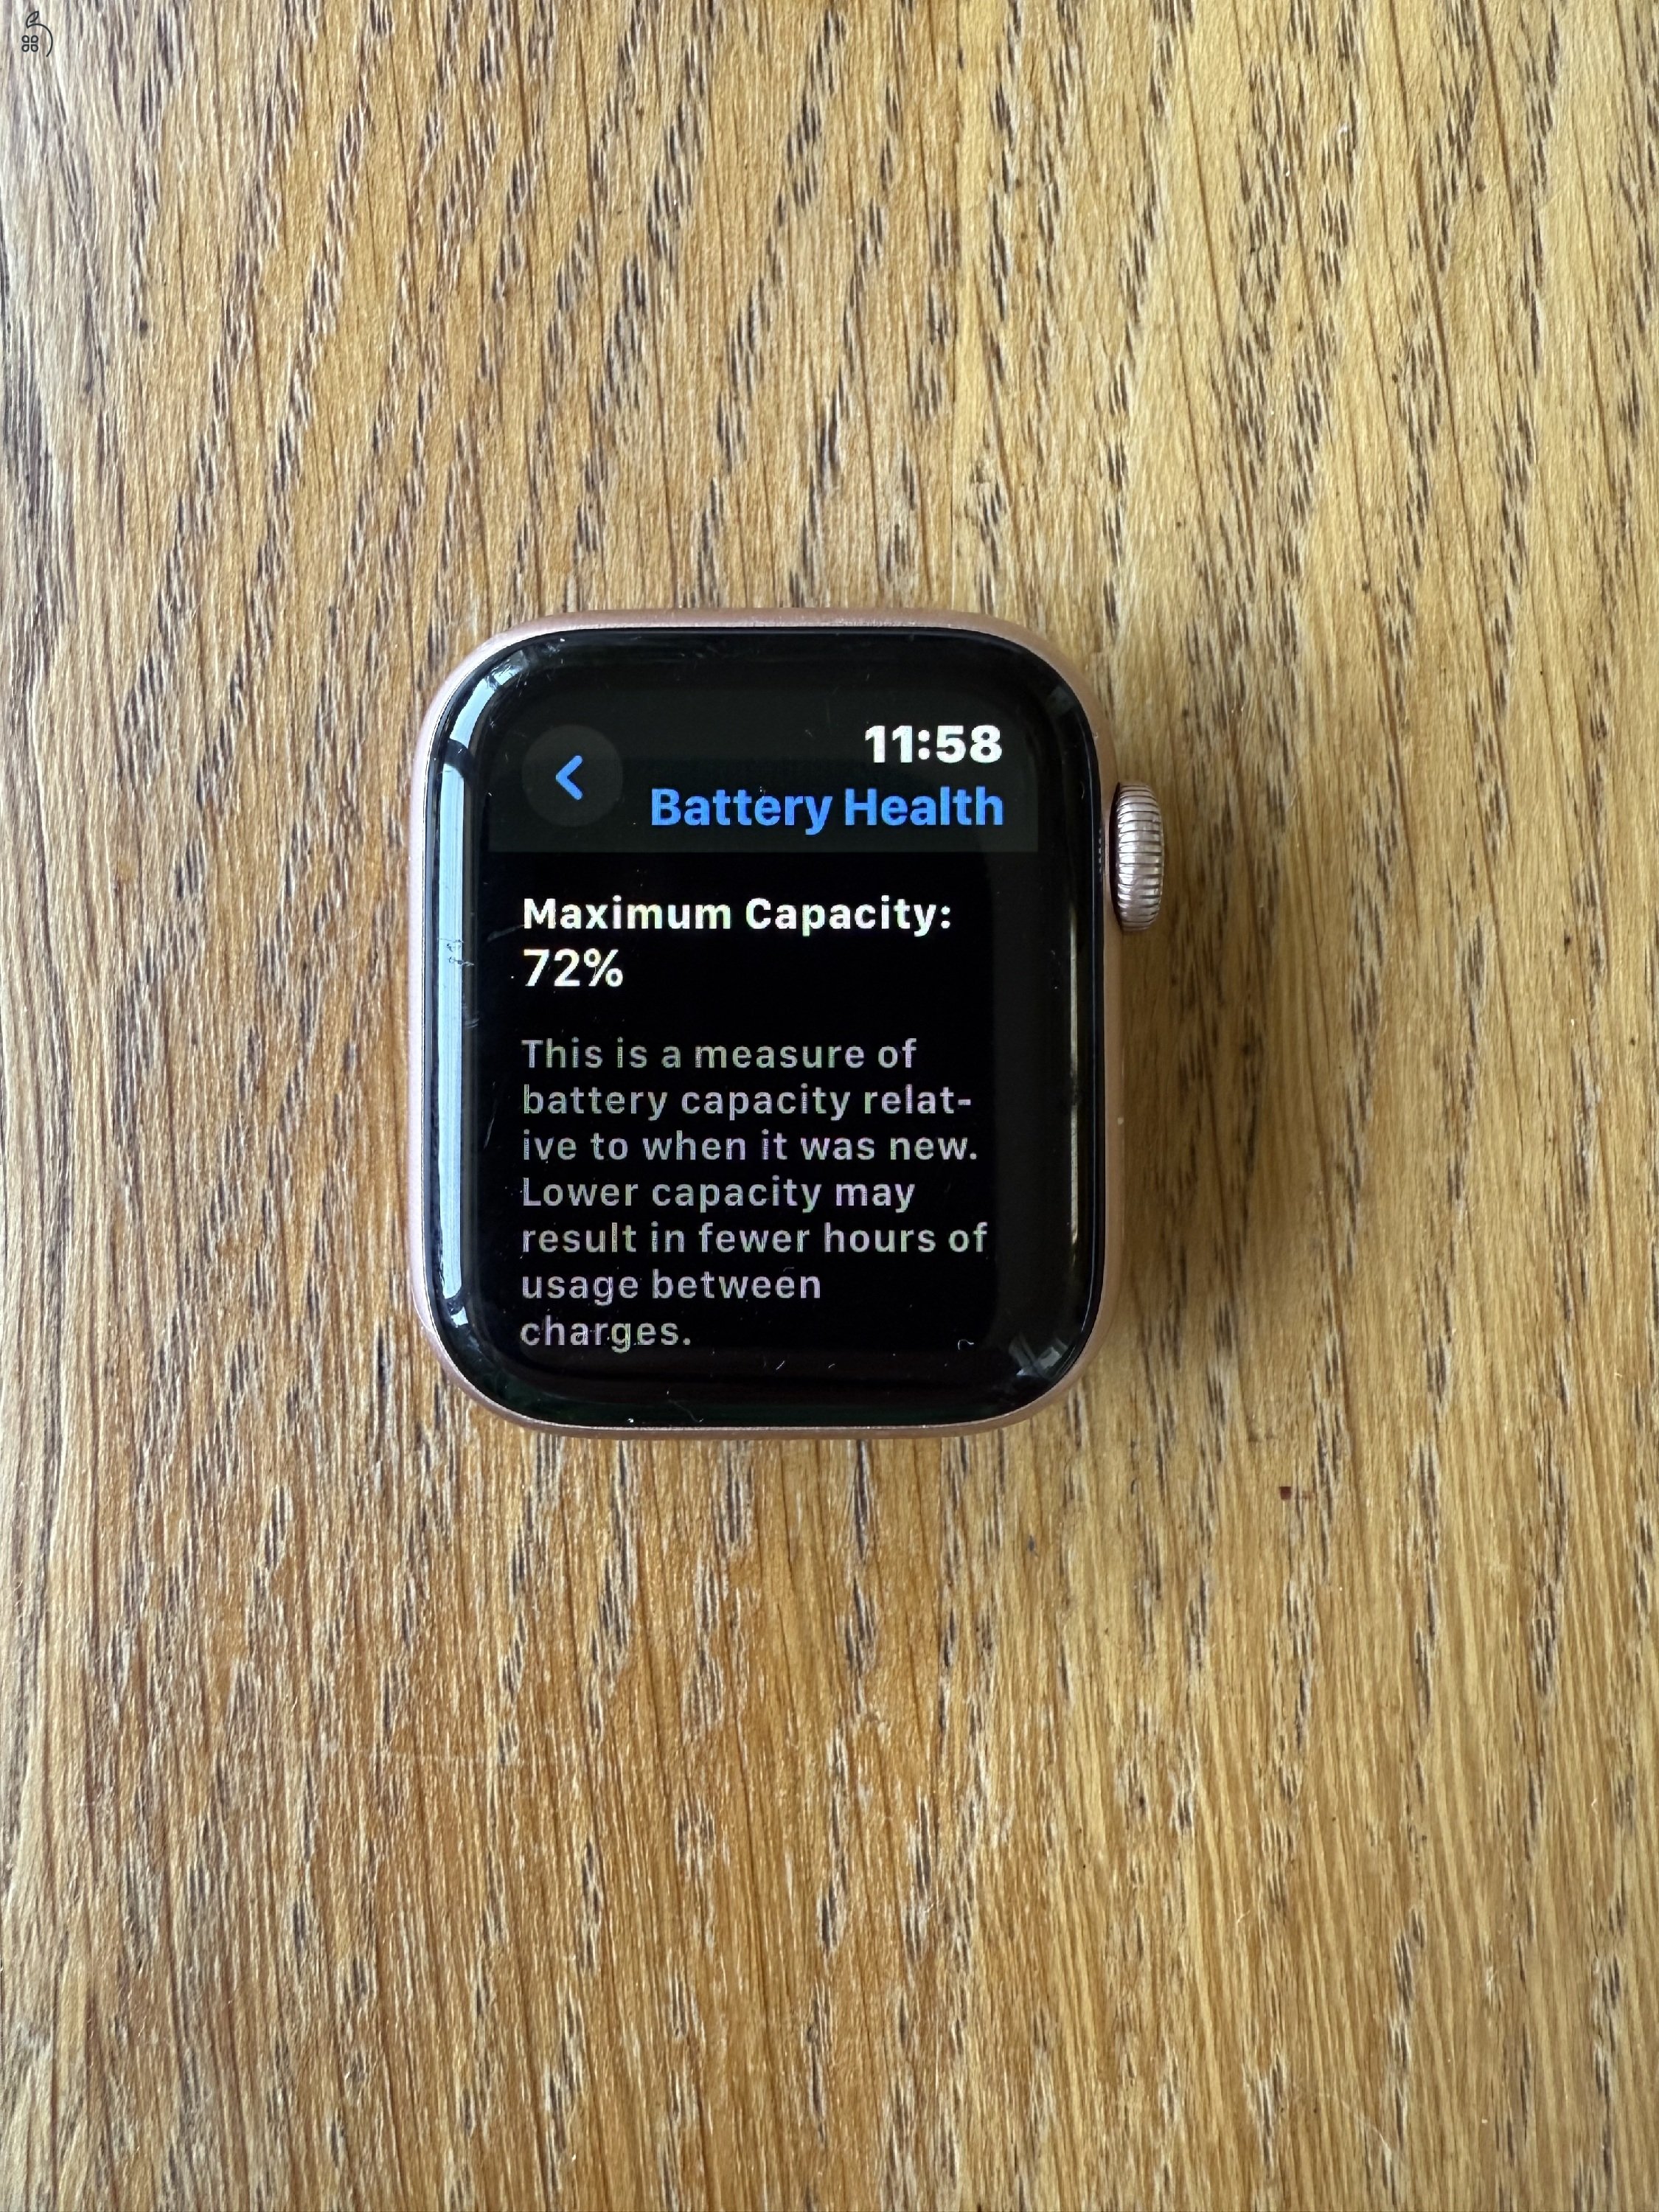 11:58
Battery Health
Maximum Capacity:
72%
This is a measure of
battery capacity relat-
ive to when it was new.
Lower capacity may
result in fewer hours of
usage between
charges.